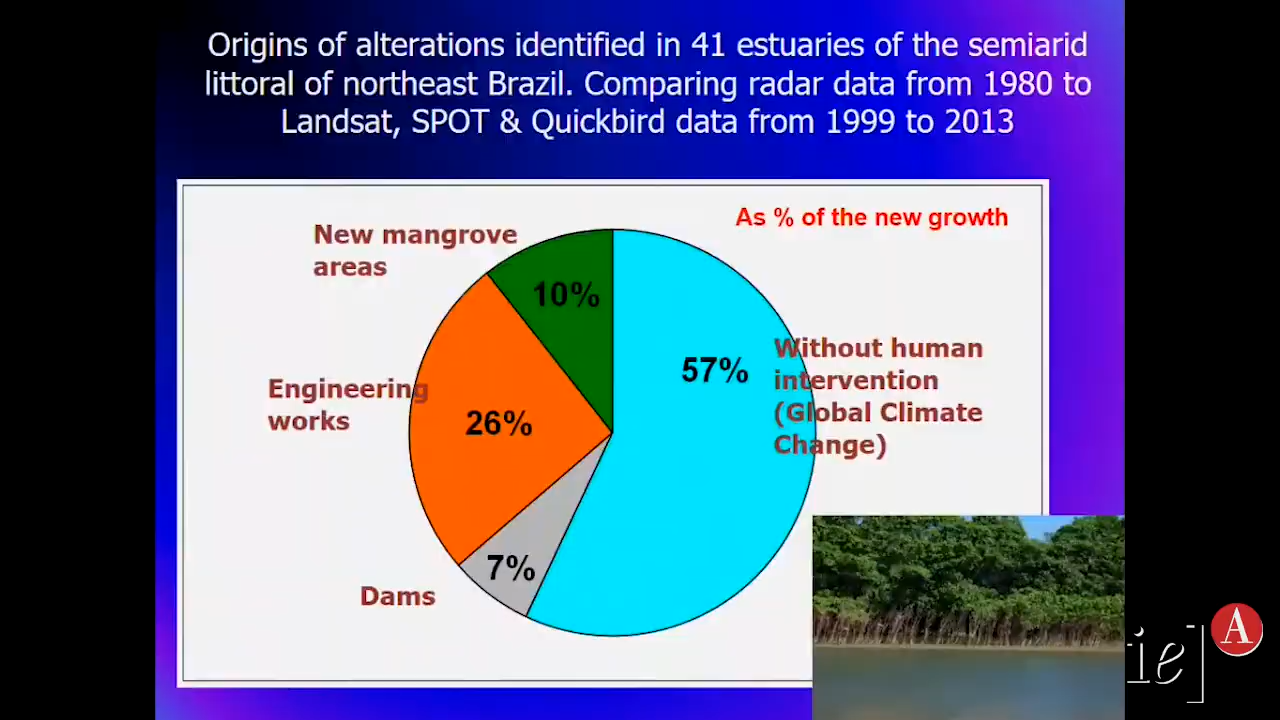 Origins of alterations identified in 41 estuaries of the semiarid
littoral of northeast Brazil. Comparing radar data from 1980 to
Landsat, SPOT & Quickbird data from 1999 to 2013
As % of the new growth
New mangrove
areas
10%
57%
Without human
intervention
(Global Climate
Change)
Engineering
works
26%
7%
Dams
ie]
A